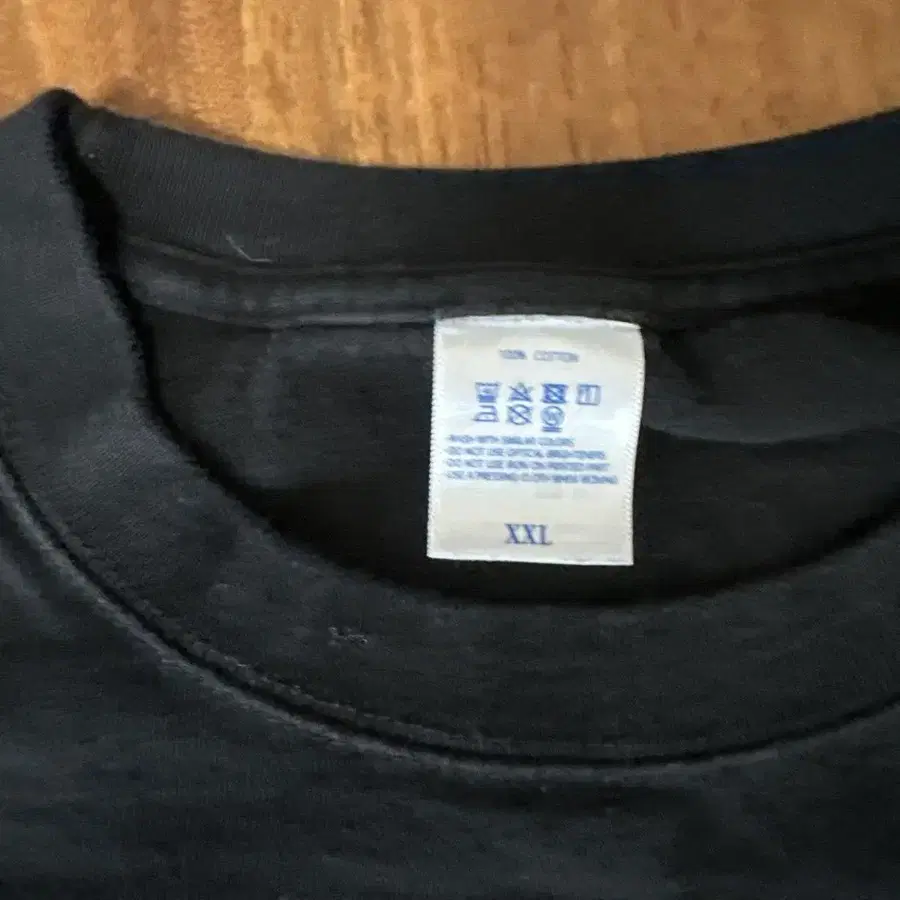 100% COTTON
-WASH WITH SIMILAR COLORS
-DO NOT USE OPTICAL BRIGHTENERS
-DO NOT USE IRON ON PRINTED PART
-USE A PRESSING CLOTH WHEN IRONING
XXL